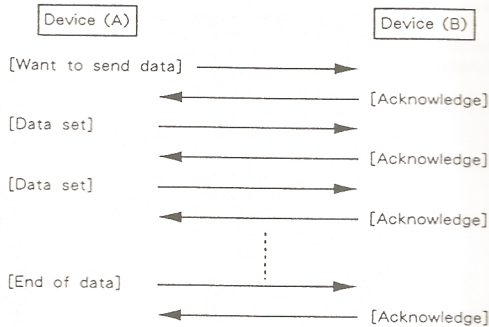 Device (A)
Device (B)
[Want to send data]
[Acknowledge]
[Data set]
[Acknowledge]
[Data set]
[Acknowledge]
[End of data]
[Acknowledge]